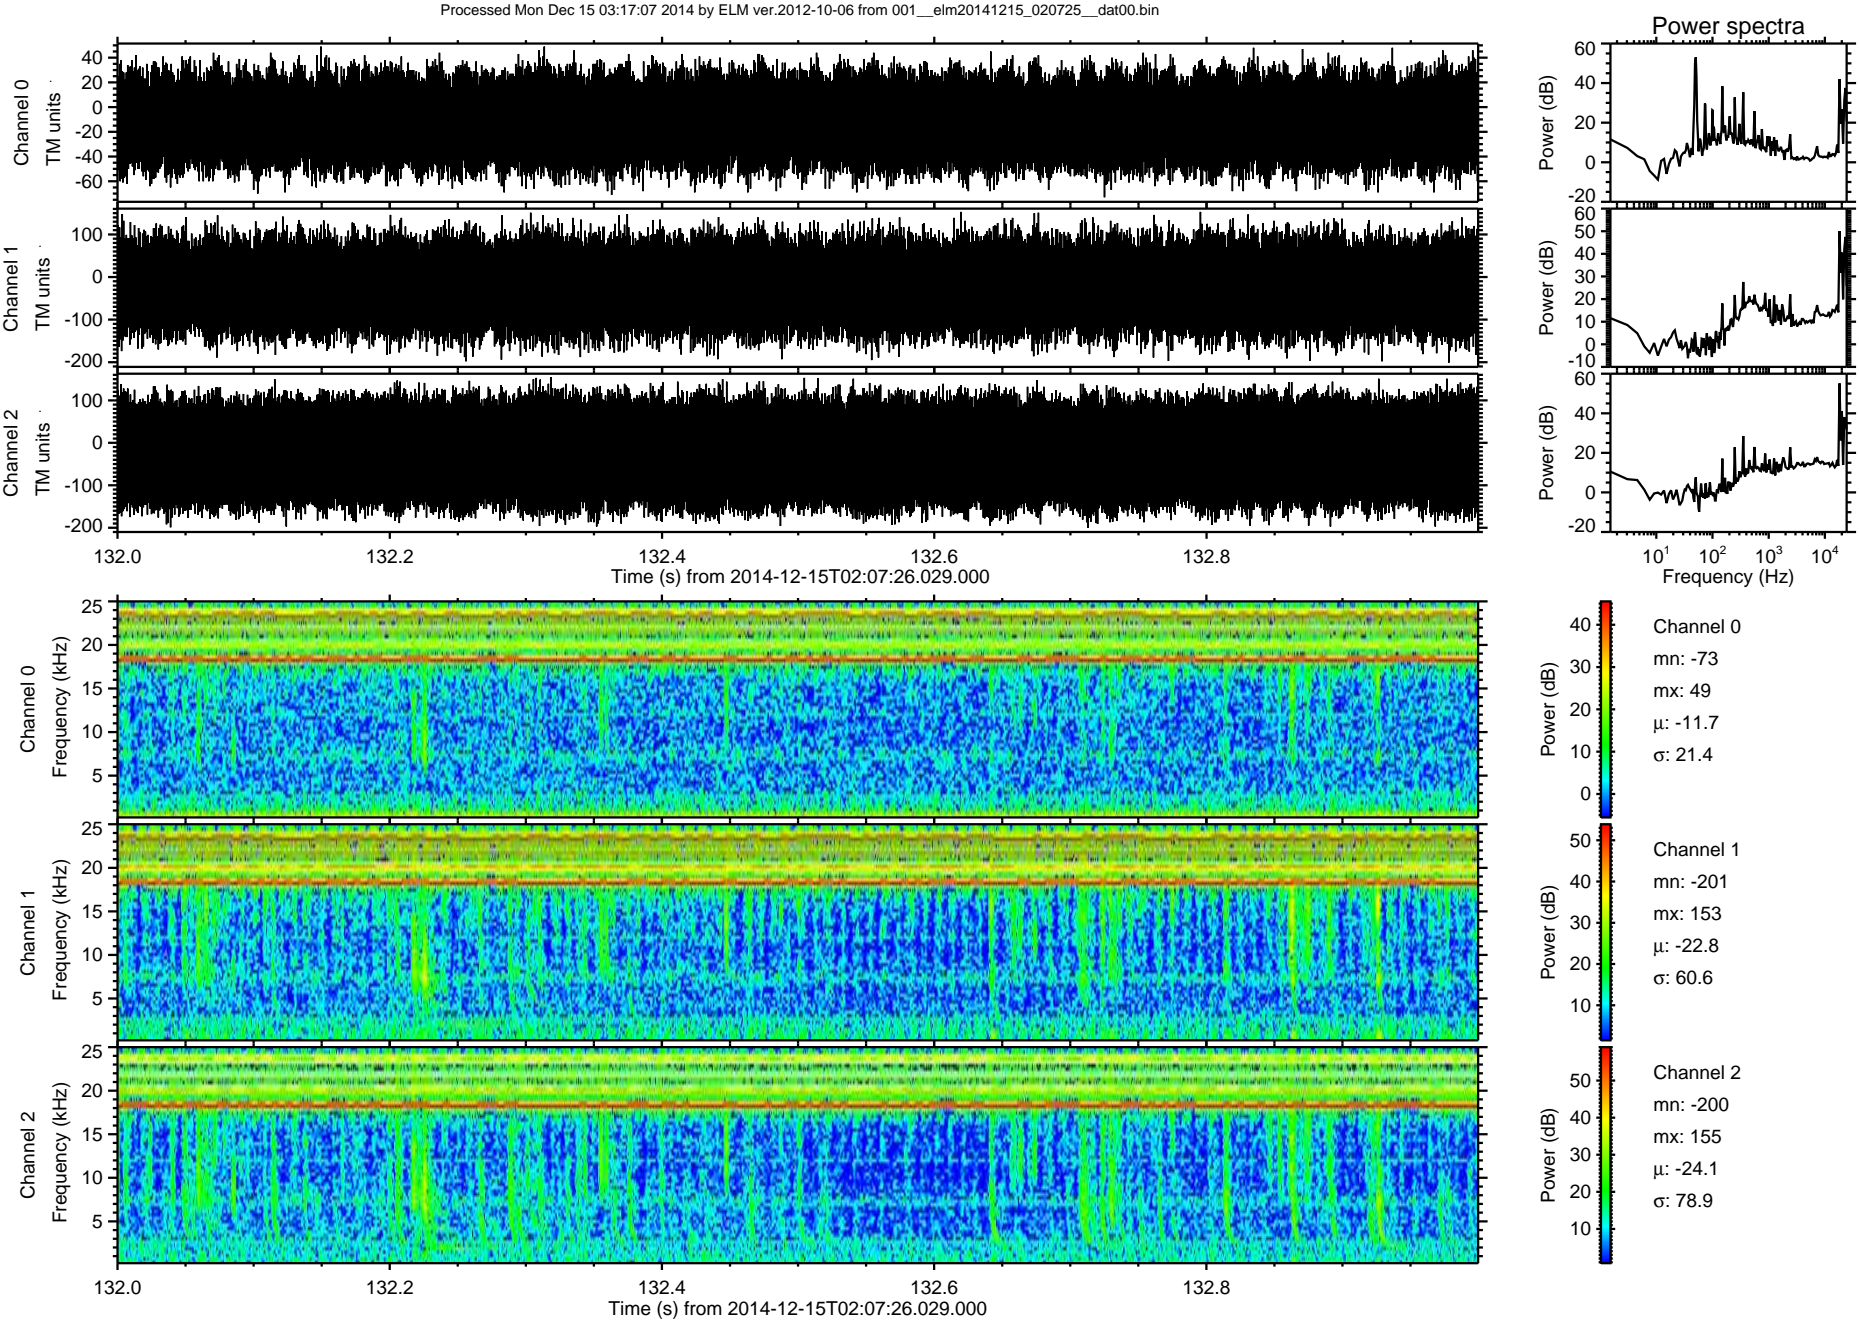 Processed Mon Dec 15 03:17:07 2014 by ELM ver.2012-10-06 from 001__elm20141215_020725__dat00.bin
Power spectra
Channel 0
TM units
40
20
0
-20
-40
-60
Power (dB)
60
40
20
0
-20
Channel 1
TM units
100
0
-100
-200
Power (dB)
60
50
40
30
20
10
0
-10
Channel 2
TM units
100
0
-100
-200
Power (dB)
60
40
20
0
-20
132.0 132.2 132.4 132.6 132.8
Time (s) from 2014-12-15T02:07:26.029.000
10¹ 10² 10³ 10⁴
Frequency (Hz)
Channel 0
Frequency (kHz)
25
20
15
10
5
Power (dB)
40
30
20
10
0
Channel 0
mn: -73
mx: 49
µ: -11.7
σ: 21.4
Channel 1
Frequency (kHz)
25
20
15
10
5
Power (dB)
50
40
30
20
10
Channel 1
mn: -201
mx: 153
µ: -22.8
σ: 60.6
Channel 2
Frequency (kHz)
25
20
15
10
5
Power (dB)
50
40
30
20
10
Channel 2
mn: -200
mx: 155
µ: -24.1
σ: 78.9
132.0 132.2 132.4 132.6 132.8
Time (s) from 2014-12-15T02:07:26.029.000